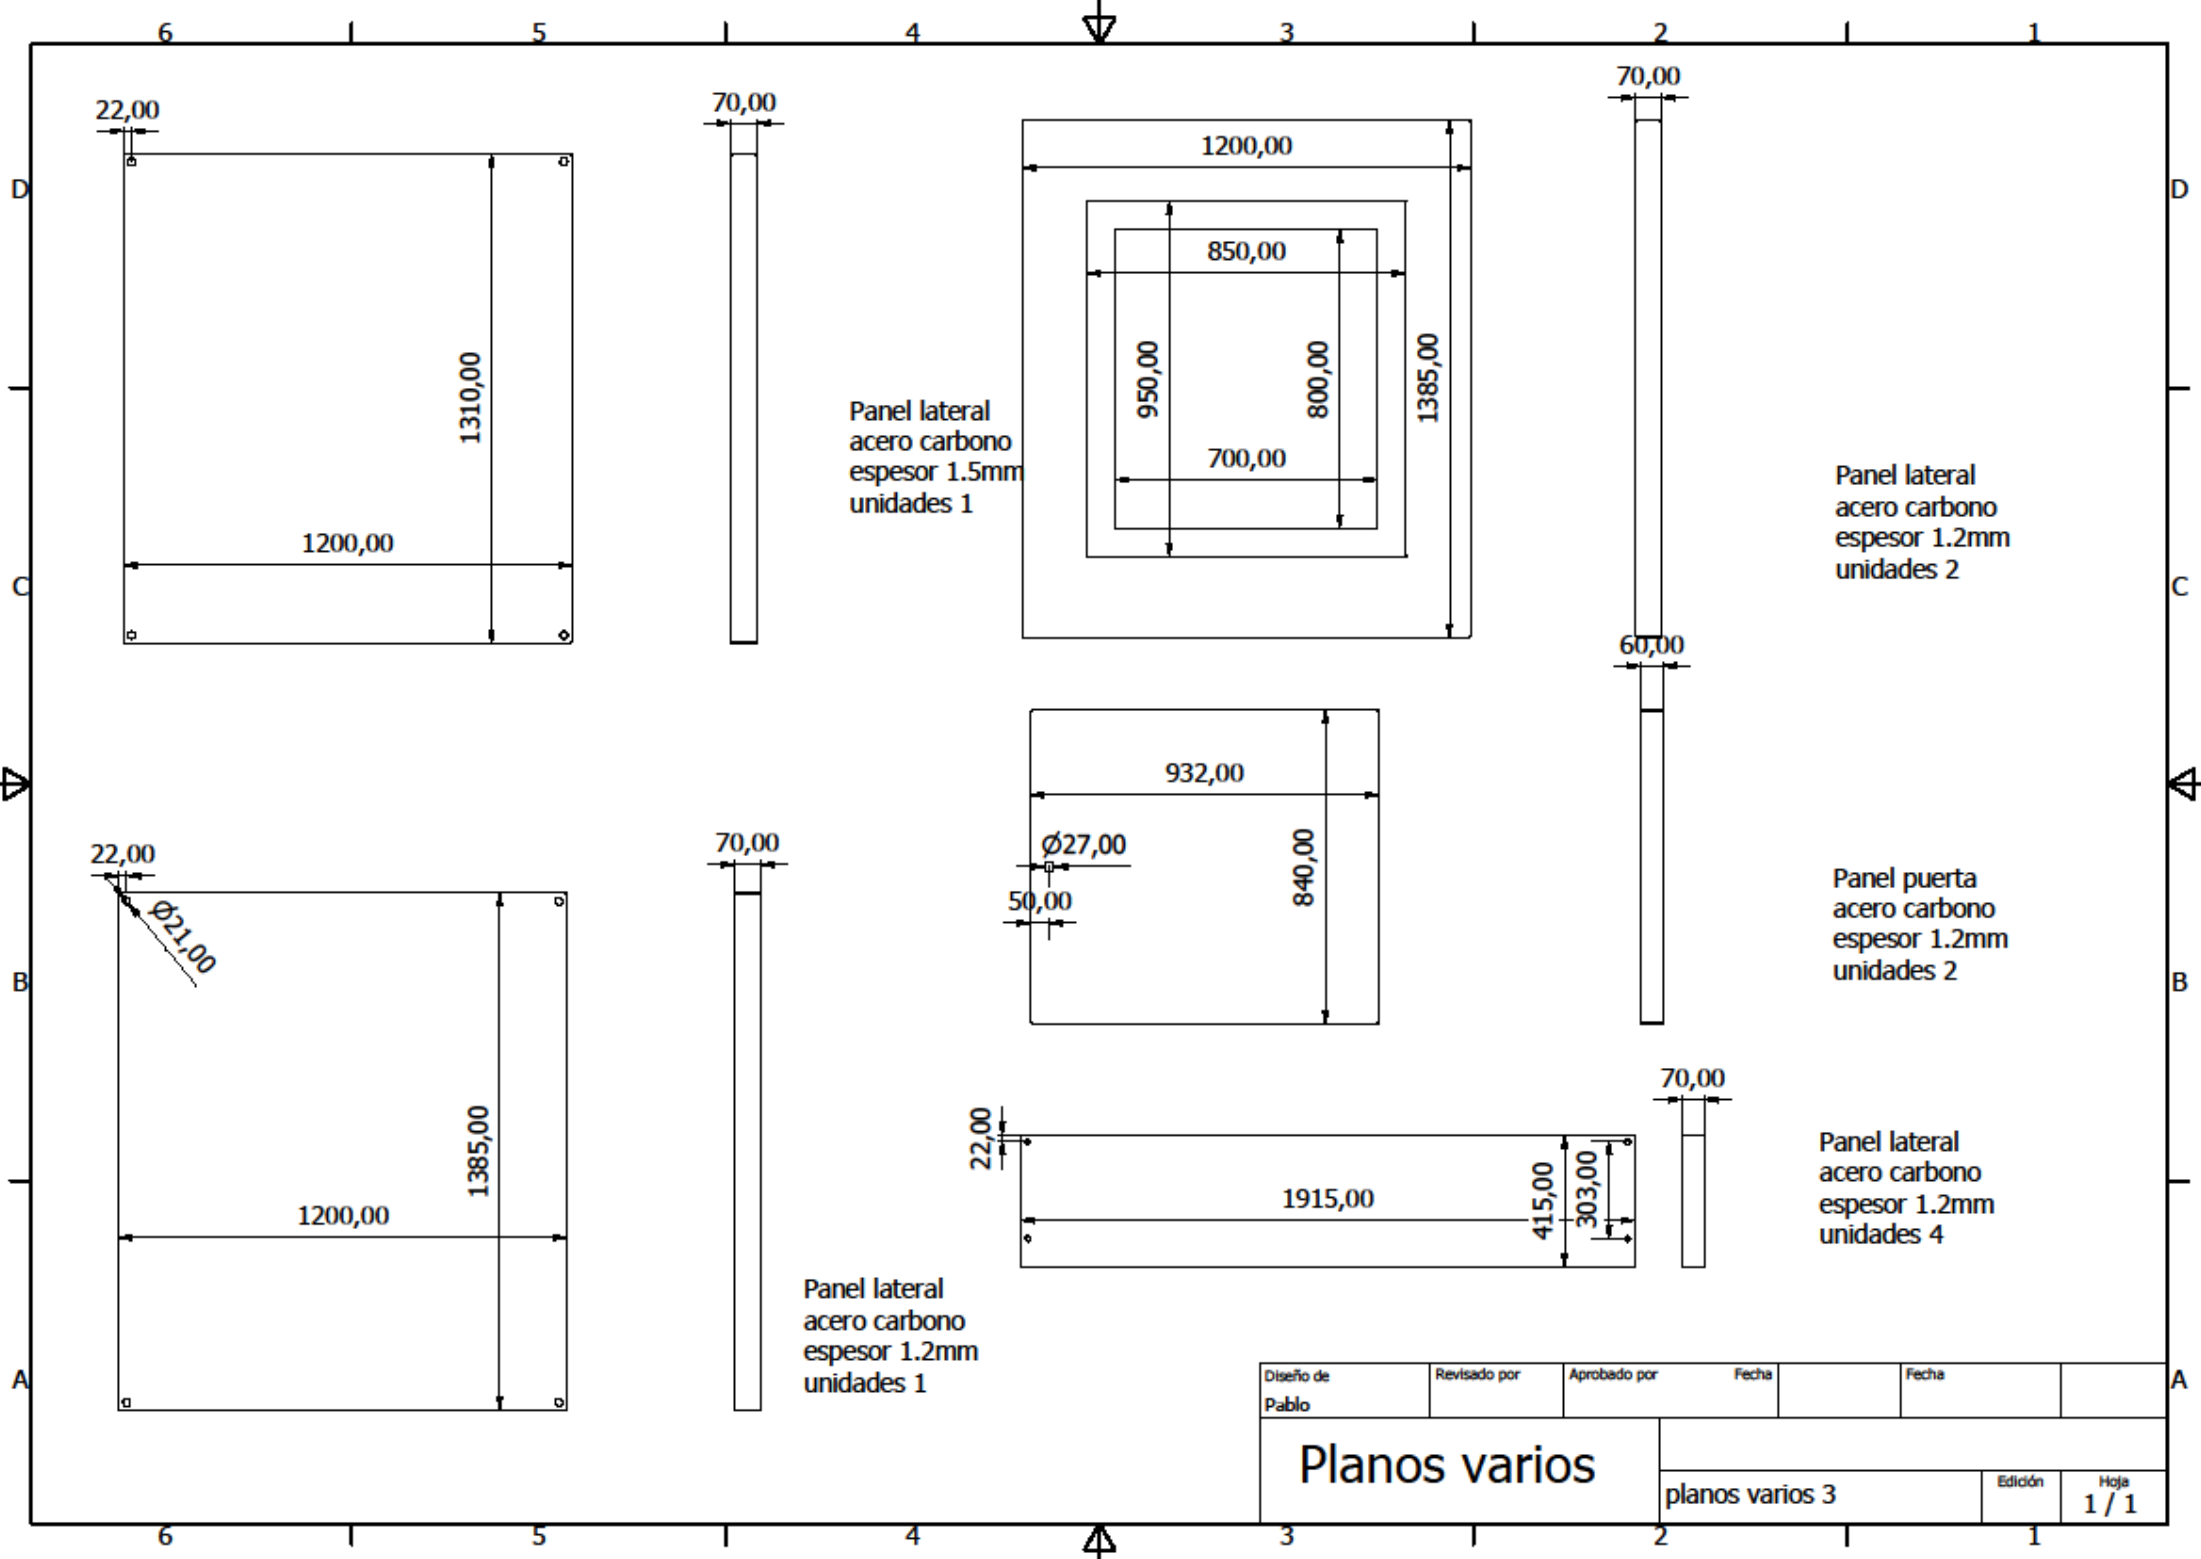 6 5 4 3 2 1
D
D
C
C
B
B
A
A
22,00
70,00
1310,00
1200,00
Panel lateral
acero carbono
espesor 1.5mm
unidades 1
1200,00
850,00
950,00
800,00
1385,00
700,00
70,00
Panel lateral
acero carbono
espesor 1.2mm
unidades 2
22,00
Ø21,00
70,00
1385,00
1200,00
Panel lateral
acero carbono
espesor 1.2mm
unidades 1
60,00
932,00
Ø27,00
50,00
840,00
Panel puerta
acero carbono
espesor 1.2mm
unidades 2
22,00
1915,00
415,00
303,00
70,00
Panel lateral
acero carbono
espesor 1.2mm
unidades 4
Diseño de
Pablo
Revisado por
Aprobado por
Fecha
Fecha
Planos varios
planos varios 3
Edición
Hoja
1 / 1
6 5 4 3 2 1